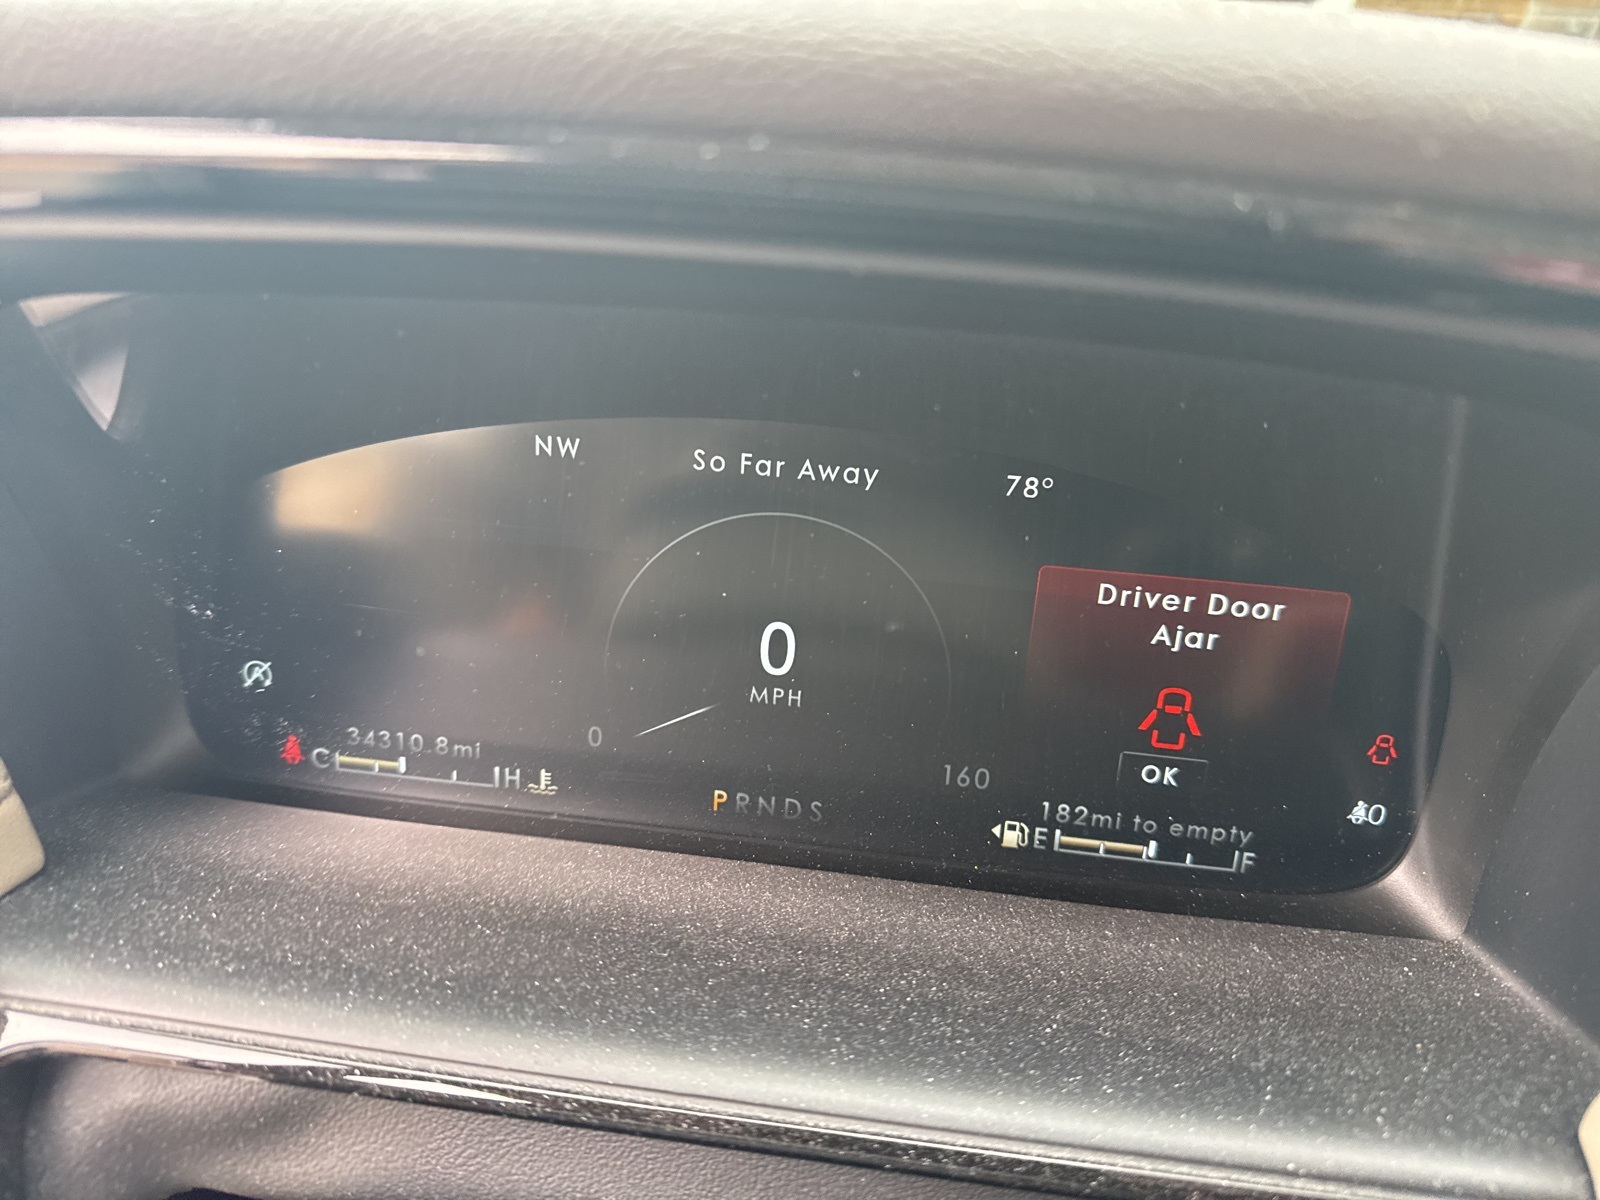 NW
So Far Away
78°
Driver Door
Ajar
0
MPH
34310.8mi
C
H
0
160
OK
PRNDS
182mi to empty
E
F
0